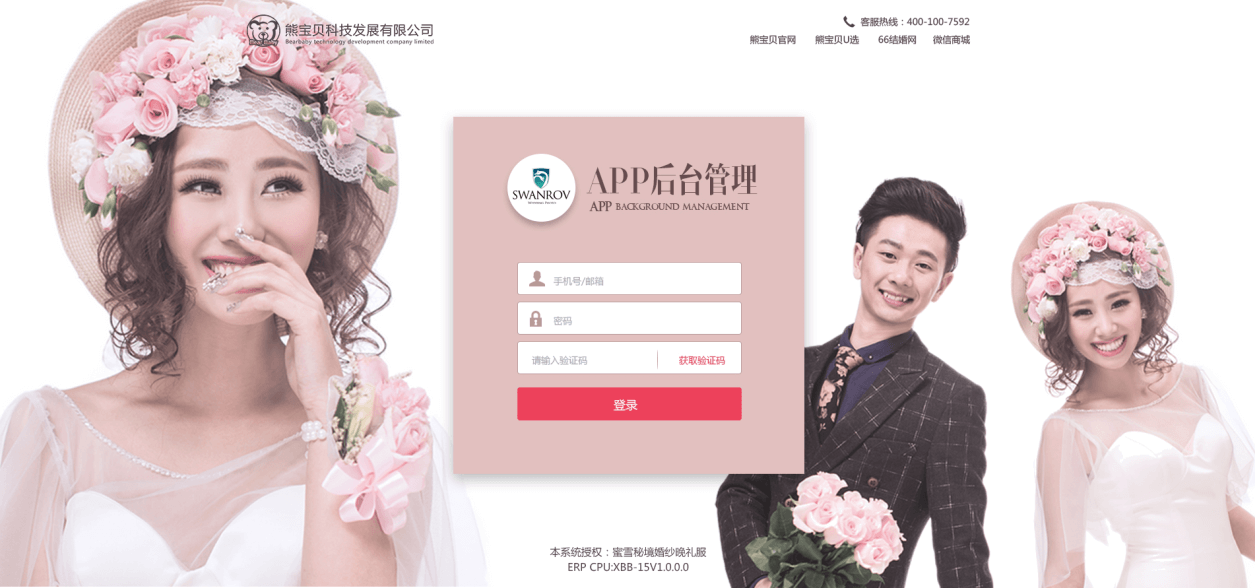 熊宝贝科技发展有限公司
Bearbaby technology development company limited
客服热线：400-100-7592
熊宝贝官网 熊宝贝U选 66结婚网 微信商城
SWANROV
APP后台管理
APP BACKGROUND MANAGEMENT
手机号/邮箱
密码
请输入验证码 获取验证码
登录
本系统授权：蜜雪秘境婚纱晚礼服
ERP CPU:XBB-15V1.0.0.0